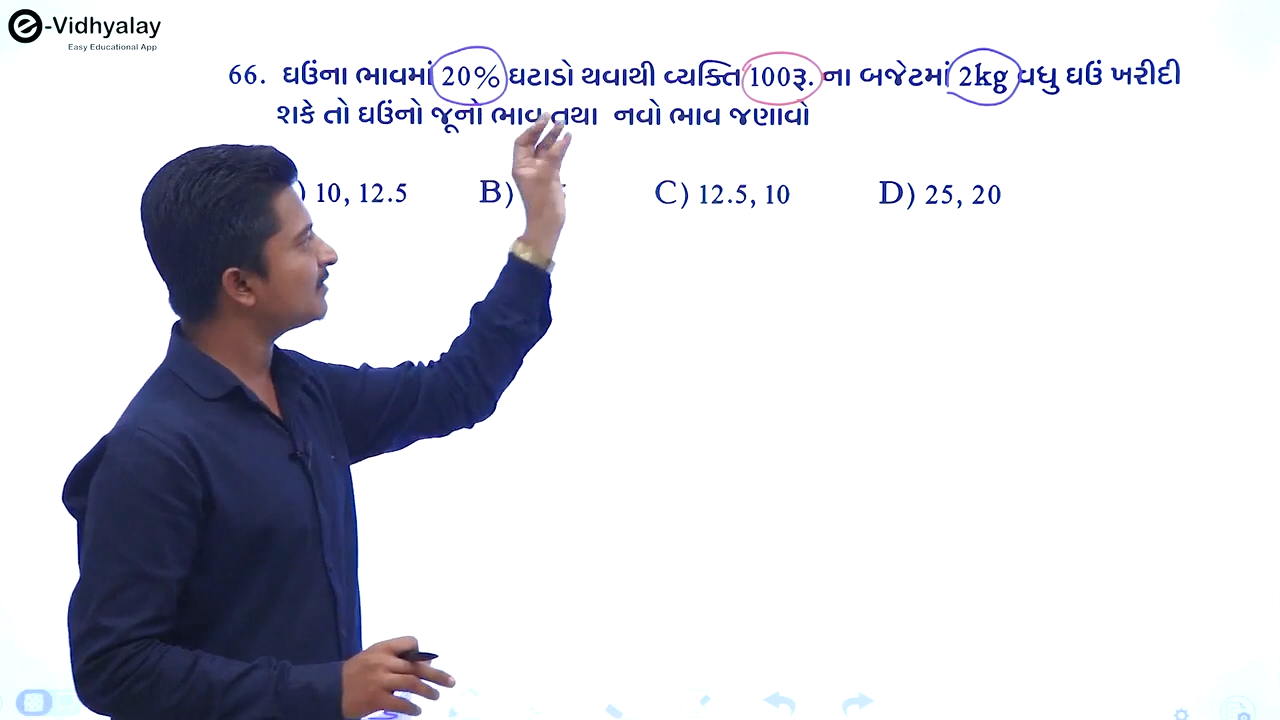 e-Vidhyalay
Easy Educational App
66. ઘઉંના ભાવમાં 20% ઘટાડો થવાથી વ્યક્તિ 100રૂ. ના બજેટમાં 2kg વધુ ઘઉં ખરીદી
શકે તો ઘઉંનો જૂનો ભાવ તથા નવો ભાવ જણાવો
) 10, 12.5 B) C) 12.5, 10 D) 25, 20